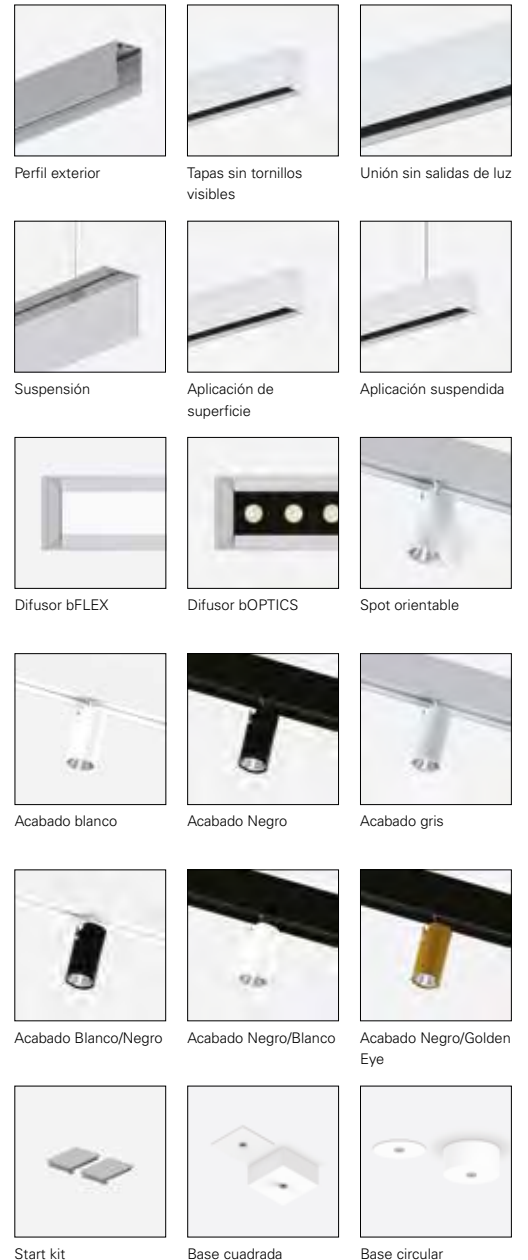 Perfil exterior
Tapas sin tornillos
visibles
Unión sin salidas de luz
Suspensión
Aplicación de
superficie
Aplicación suspendida
Difusor bFLEX
Difusor bOPTICS
Spot orientable
Acabado blanco
Acabado Negro
Acabado gris
Acabado Blanco/Negro
Acabado Negro/Blanco
Acabado Negro/Golden
Eye
Start kit
Base cuadrada
Base circular